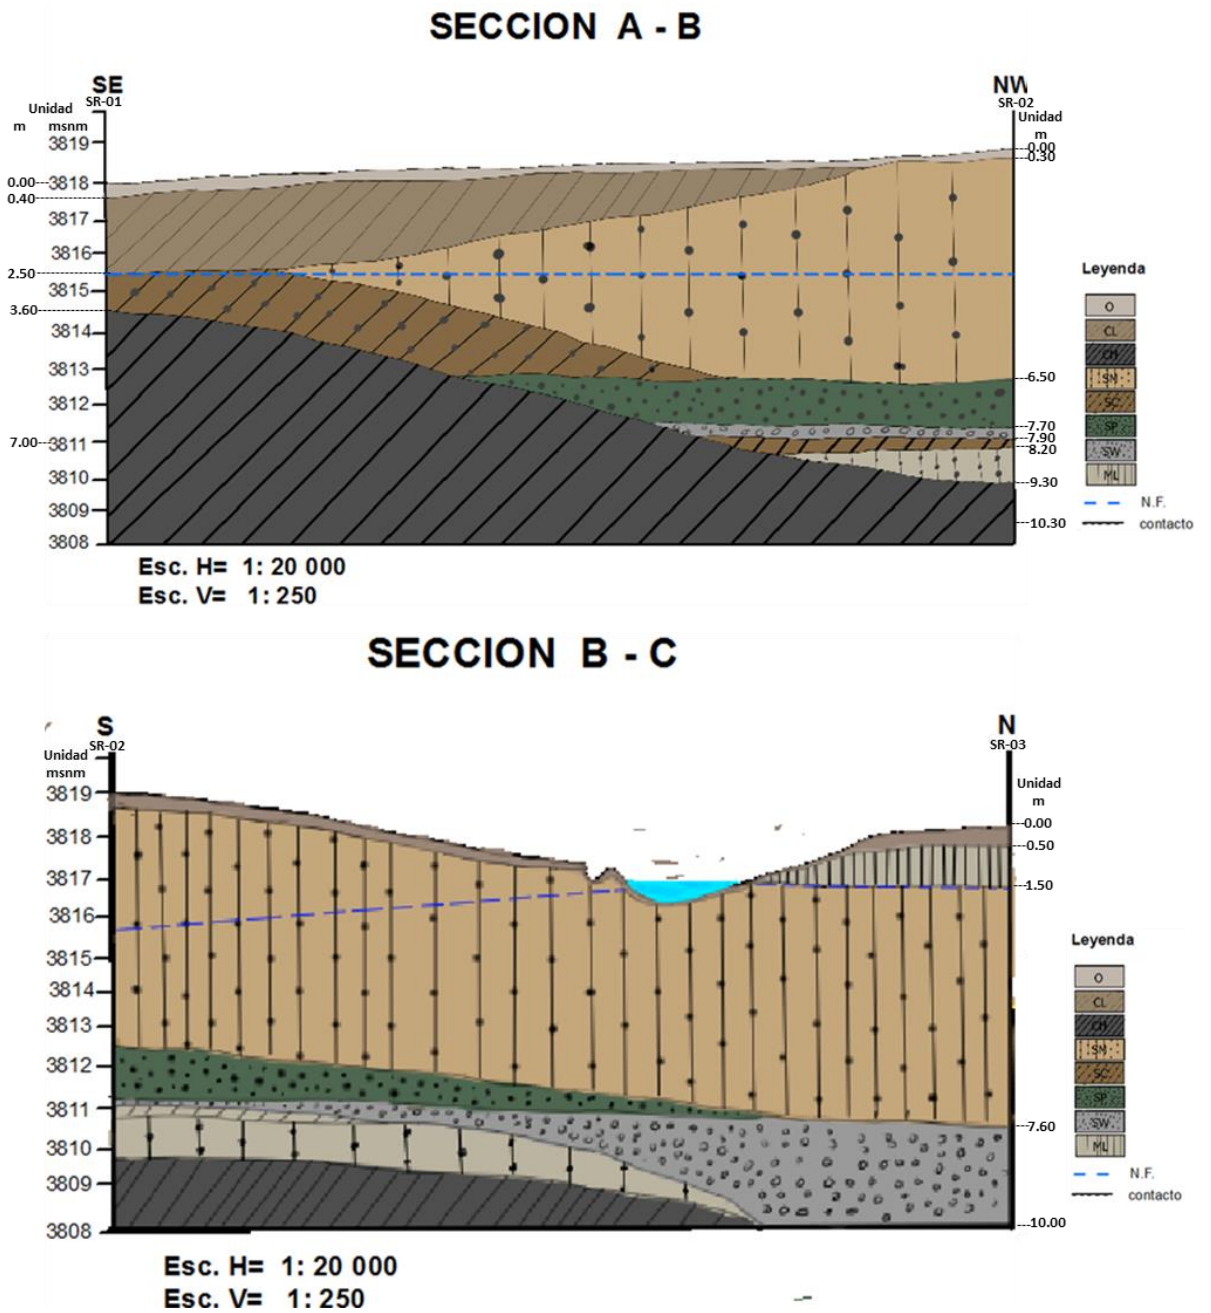 SECCION A - B
SE
NW
SR-01
SR-02
Unidad
m msnm
Unidad
m
3819
3818
3817
3816
3815
3814
3813
3812
3811
3810
3809
3808
0.00
0.40
2.50
3.60
7.00
0.00
0.30
6.50
7.70
7.90
8.20
9.30
10.30
Leyenda
O
CL
CH
SM
SC
SP
SW
ML
N.F.
contacto
Esc. H= 1: 20 000
Esc. V= 1: 250
SECCION B - C
S
N
SR-02
SR-03
Unidad
msnm
Unidad
m
3819
3818
3817
3816
3815
3814
3813
3812
3811
3810
3809
3808
0.00
0.50
1.50
7.60
10.00
Leyenda
O
CL
CH
SM
SC
SP
SW
ML
N.F.
contacto
Esc. H= 1: 20 000
Esc. V= 1: 250